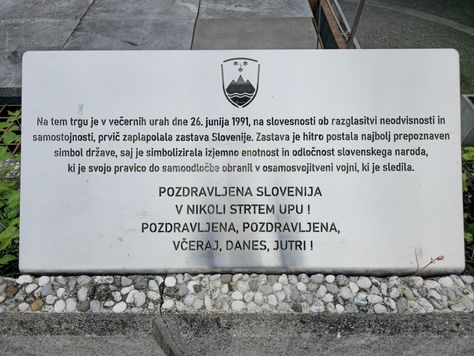 Na tem trgu je v večernih urah dne 26. junija 1991, na slovesnosti ob razglasitvi neodvisnosti in
samostojnosti, prvič zaplapolala zastava Slovenije. Zastava je hitro postala najbolj prepoznaven
simbol države, saj je simbolizirala izjemno enotnost in odločnost slovenskega naroda,
ki je svojo pravico do samoodločbe obranil v osamosvojitveni vojni, ki je sledila.
POZDRAVLJENA SLOVENIJA
V NIKOLI STRTEM UPU !
POZDRAVLJENA, POZDRAVLJENA,
VČERAJ, DANES, JUTRI !